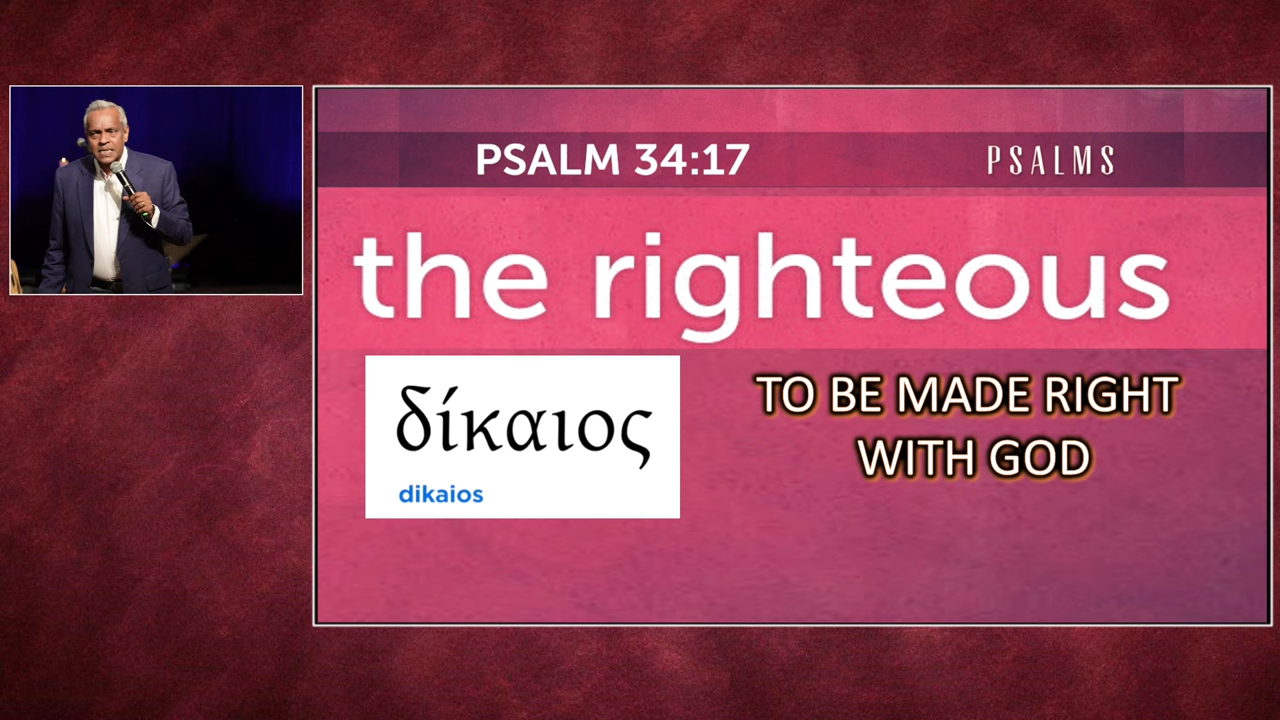 PSALM 34:17
PSALMS
the righteous
δίκαιος
dikaios
TO BE MADE RIGHT
WITH GOD